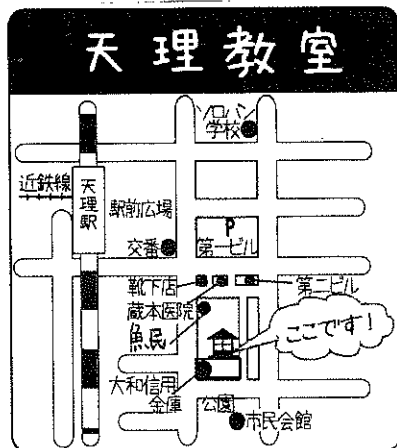 天理教室
ソロバン
学校
近鉄線
天理駅
駅前広場
P
交番
第一ビル
靴下店
第二ビル
蔵本医院
魚民
ここです!
大和信用
金庫
公園
市民会館